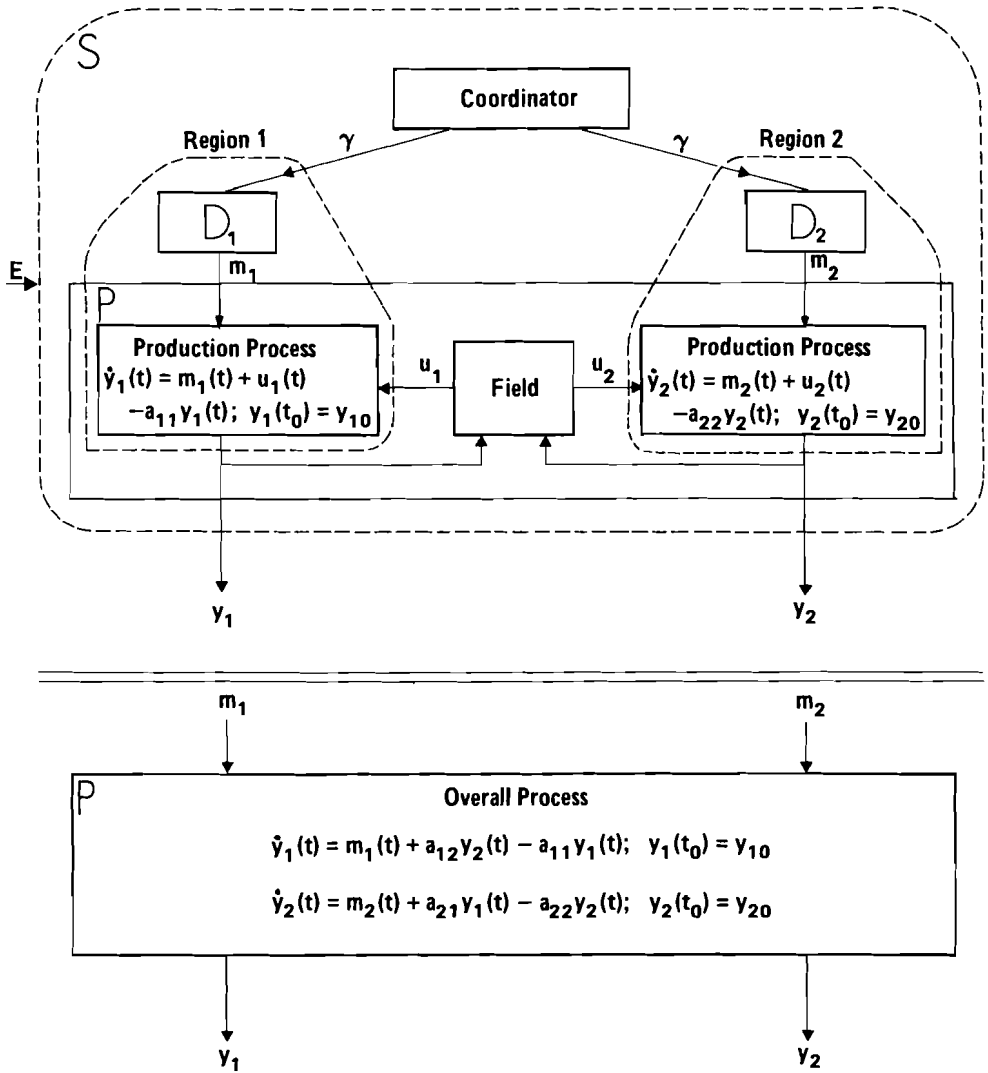 S
Coordinator
Region 1
γ
γ
Region 2
D₁
D₂
m₁
m₂
E
P
Production Process
ẏ₁(t) = m₁(t) + u₁(t)
−a₁₁y₁(t); y₁(t₀) = y₁₀
u₁
Field
u₂
Production Process
ẏ₂(t) = m₂(t) + u₂(t)
−a₂₂y₂(t); y₂(t₀) = y₂₀
y₁
y₂
m₁
m₂
P
Overall Process
ẏ₁(t) = m₁(t) + a₁₂y₂(t) − a₁₁y₁(t); y₁(t₀) = y₁₀
ẏ₂(t) = m₂(t) + a₂₁y₁(t) − a₂₂y₂(t); y₂(t₀) = y₂₀
y₁
y₂